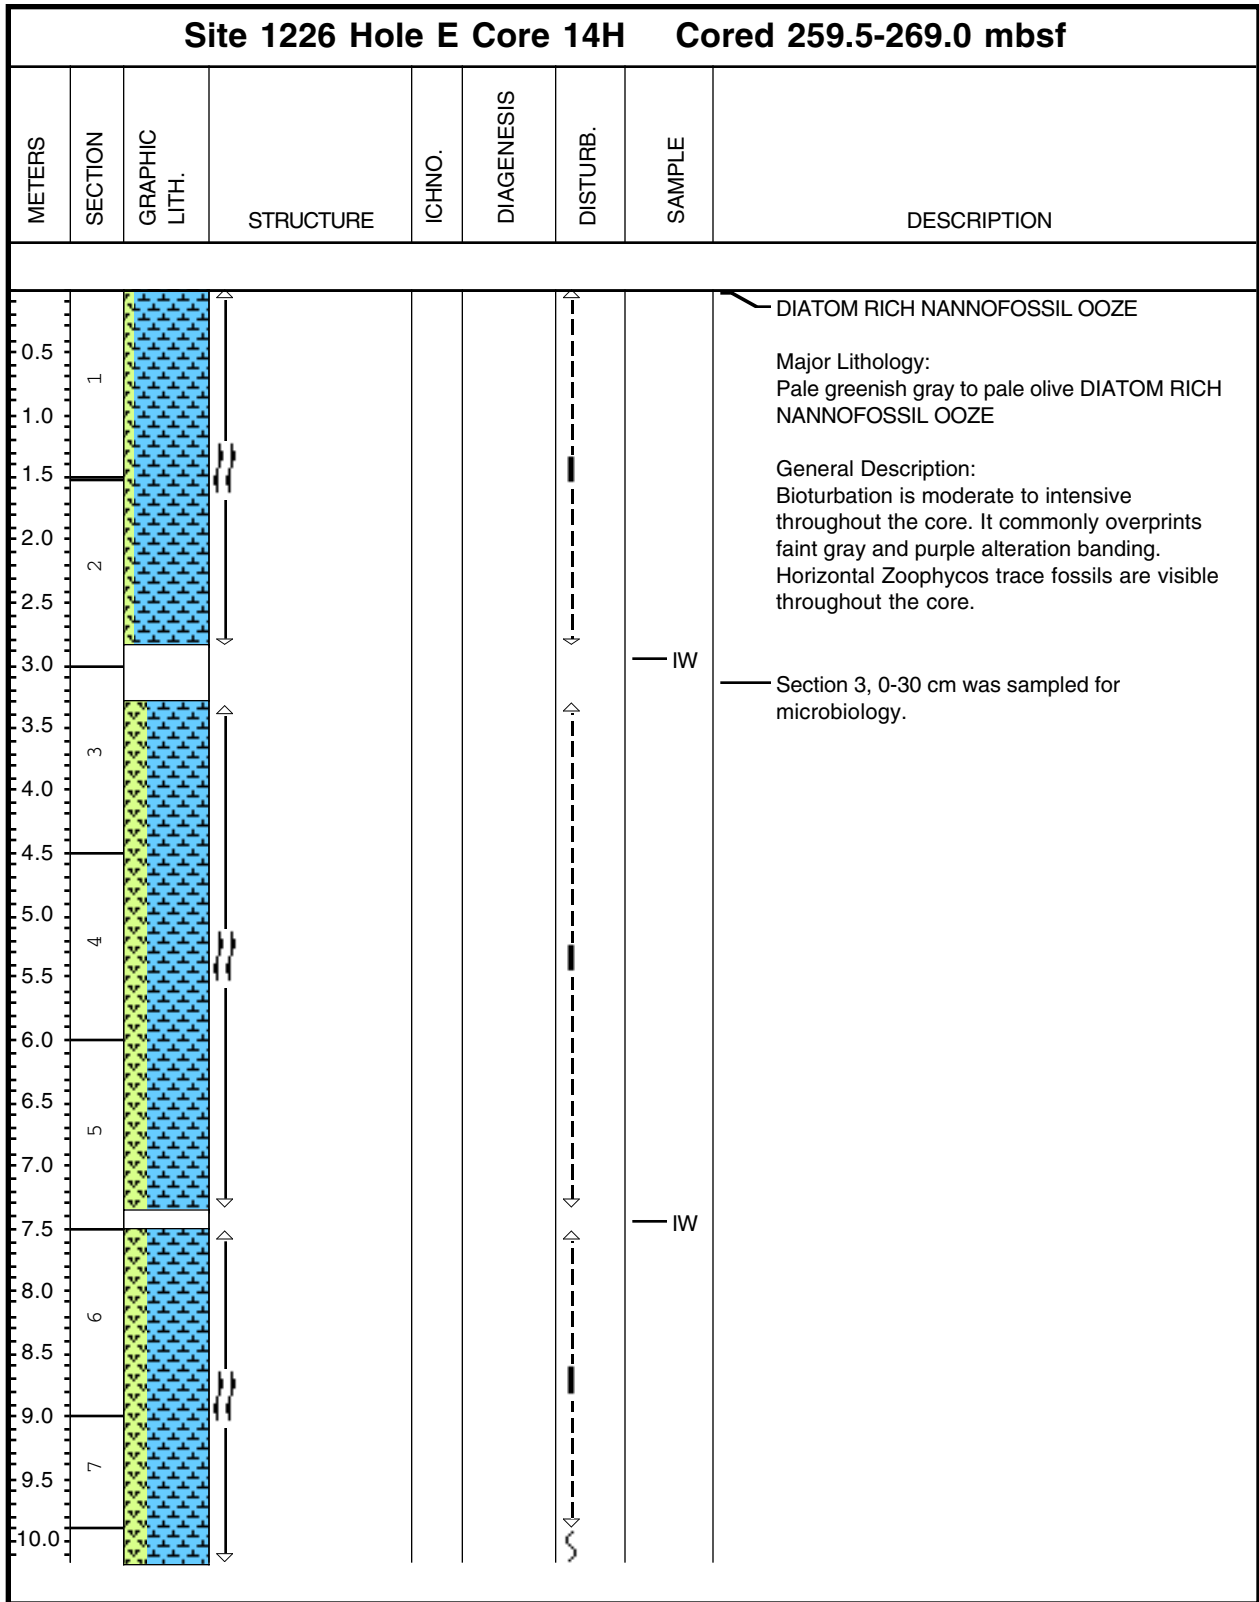 Site 1226 Hole E Core 14H Cored 259.5-269.0 mbsf
METERS
SECTION
GRAPHIC
LITH.
STRUCTURE
ICHNO.
DIAGENESIS
DISTURB.
SAMPLE
DESCRIPTION
DIATOM RICH NANNOFOSSIL OOZE
Major Lithology:
Pale greenish gray to pale olive DIATOM RICH
NANNOFOSSIL OOZE
General Description:
Bioturbation is moderate to intensive
throughout the core. It commonly overprints
faint gray and purple alteration banding.
Horizontal Zoophycos trace fossils are visible
throughout the core.
Section 3, 0-30 cm was sampled for
microbiology.
IW
IW
0.5
1.0
1.5
2.0
2.5
3.0
3.5
4.0
4.5
5.0
5.5
6.0
6.5
7.0
7.5
8.0
8.5
9.0
9.5
10.0
1
2
3
4
5
6
7